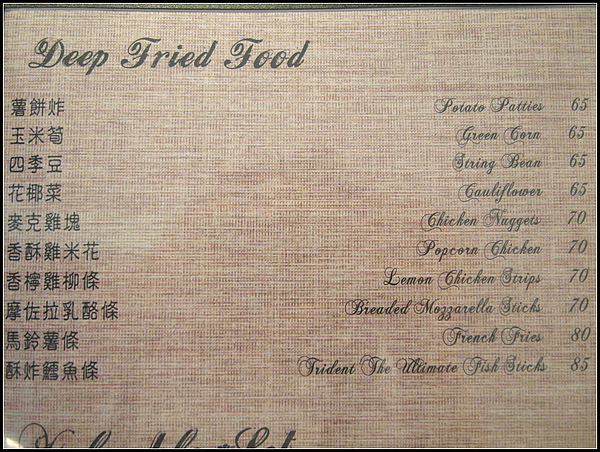 Deep Fried Food
薯餅炸 Potato Patties 65
玉米筍 Green Corn 65
四季豆 String Bean 65
花椰菜 Cauliflower 65
麥克雞塊 Chicken Nuggets 70
香酥雞米花 Popcorn Chicken 70
香檸雞柳條 Lemon Chicken Strips 70
摩佐拉乳酪條 Breaded Mozzarella Sticks 70
馬鈴薯條 French Fries 80
酥炸鱈魚條 Trident The Ultimate Fish Sticks 85